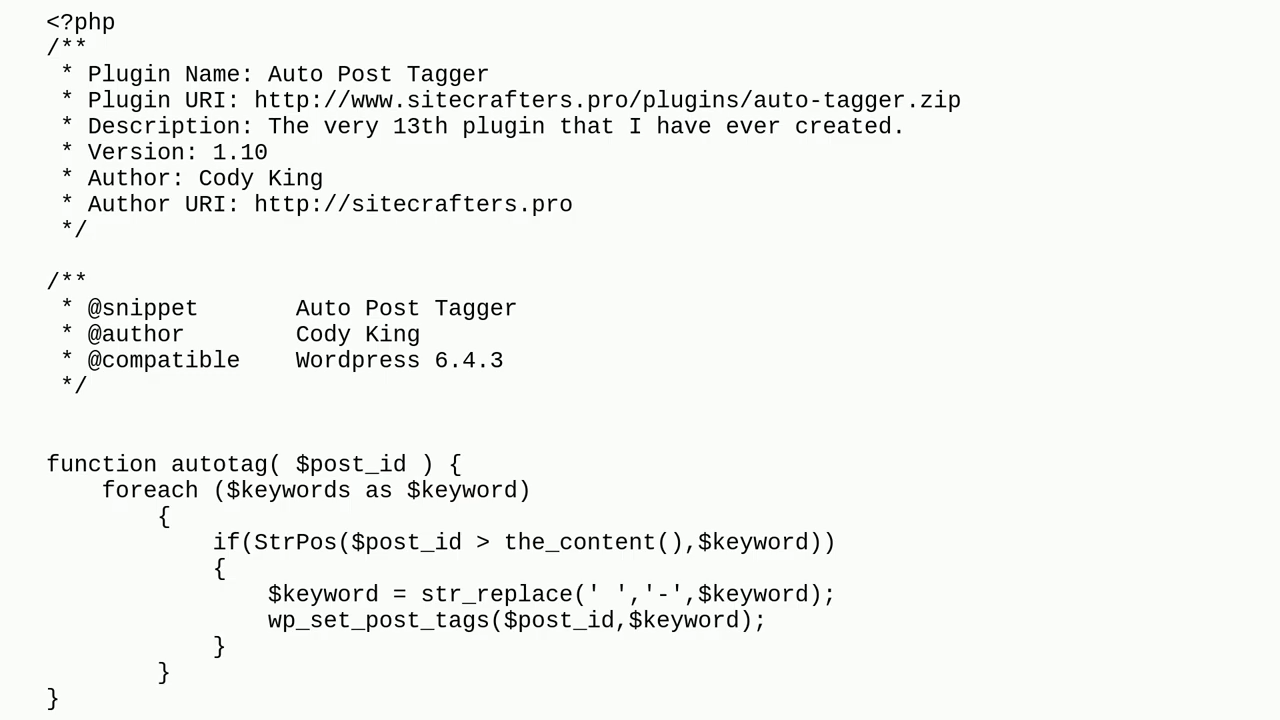 <?php
/**
 * Plugin Name: Auto Post Tagger
 * Plugin URI: http://www.sitecrafters.pro/plugins/auto-tagger.zip
 * Description: The very 13th plugin that I have ever created.
 * Version: 1.10
 * Author: Cody King
 * Author URI: http://sitecrafters.pro
 */

/**
 * @snippet       Auto Post Tagger
 * @author        Cody King
 * @compatible    Wordpress 6.4.3
 */


function autotag( $post_id ) {
    foreach ($keywords as $keyword)
        {
            if(StrPos($post_id > the_content(),$keyword))
            {
                $keyword = str_replace(' ','-',$keyword);
                wp_set_post_tags($post_id,$keyword);
            }
        }
}